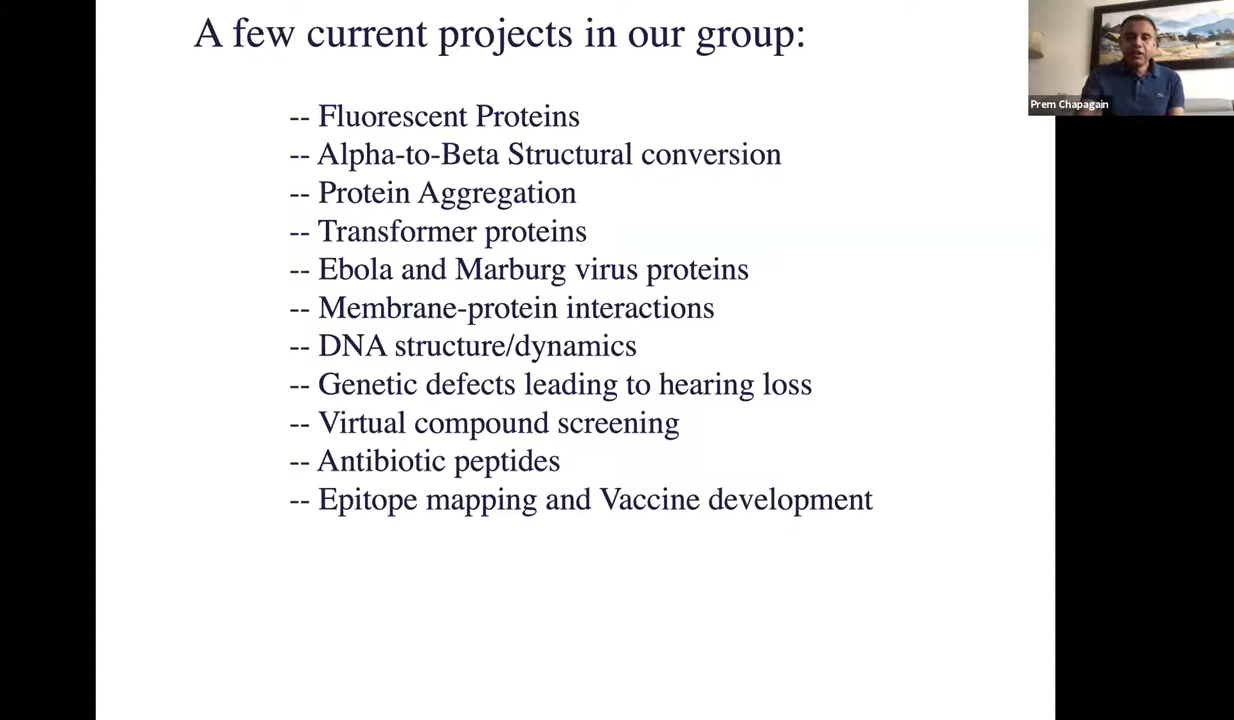 A few current projects in our group:
Prem Chapagain
-- Fluorescent Proteins
-- Alpha-to-Beta Structural conversion
-- Protein Aggregation
-- Transformer proteins
-- Ebola and Marburg virus proteins
-- Membrane-protein interactions
-- DNA structure/dynamics
-- Genetic defects leading to hearing loss
-- Virtual compound screening
-- Antibiotic peptides
-- Epitope mapping and Vaccine development